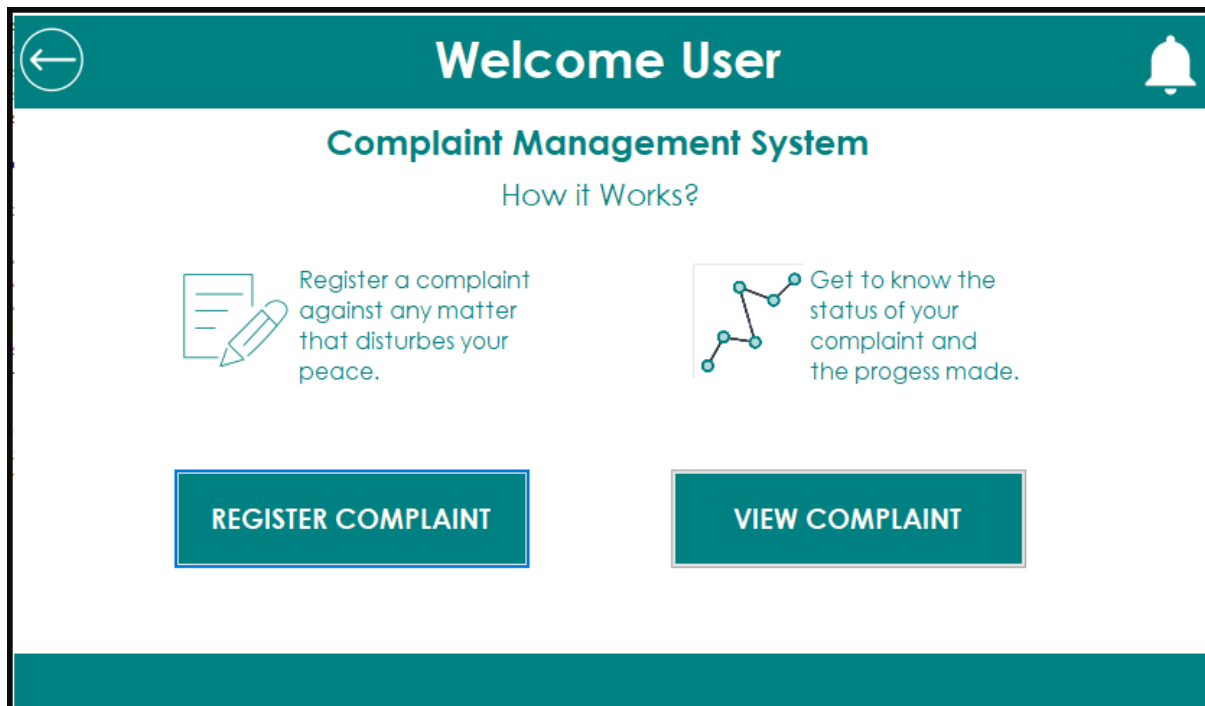 Welcome User
Complaint Management System
How it Works?
Register a complaint
against any matter
that disturbes your
peace.
Get to know the
status of your
complaint and
the progess made.
REGISTER COMPLAINT
VIEW COMPLAINT